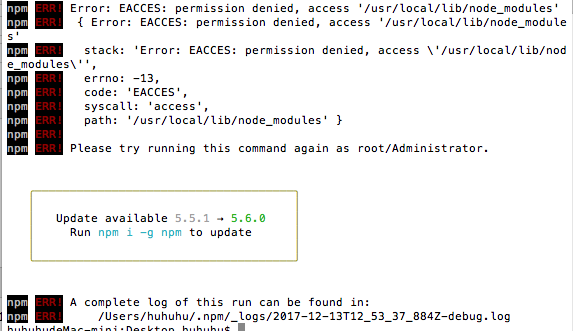 npm ERR! Error: EACCES: permission denied, access '/usr/local/lib/node_modules'
npm ERR!  { Error: EACCES: permission denied, access '/usr/local/lib/node_module
s'
npm ERR!   stack: 'Error: EACCES: permission denied, access \'/usr/local/lib/nod
e_modules\'',
npm ERR!   errno: -13,
npm ERR!   code: 'EACCES',
npm ERR!   syscall: 'access',
npm ERR!   path: '/usr/local/lib/node_modules' }
npm ERR!
npm ERR! Please try running this command again as root/Administrator.
Update available 5.5.1 → 5.6.0
Run npm i -g npm to update
npm ERR! A complete log of this run can be found in:
npm ERR!     /Users/huhuhu/.npm/_logs/2017-12-13T12_53_37_884Z-debug.log
huhuhudeMac-mini:Desktop huhuhu$